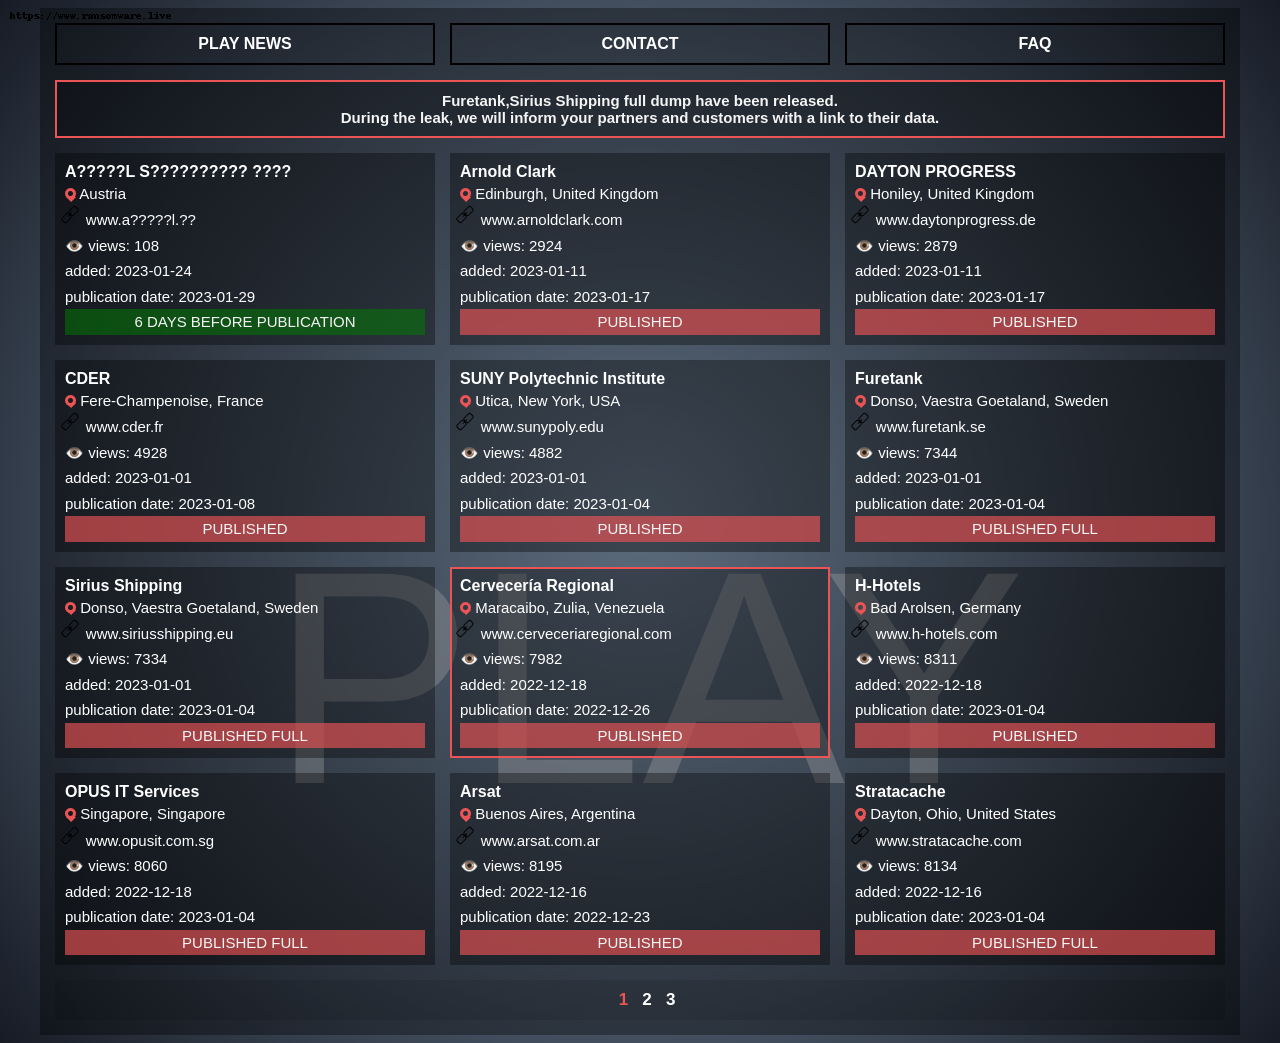 https://www.ransomware.live
PLAY NEWS
CONTACT
FAQ
Furetank,Sirius Shipping full dump have been released.
During the leak, we will inform your partners and customers with a link to their data.
A?????L S?????????? ????
Austria
www.a?????l.??
views: 108
added: 2023-01-24
publication date: 2023-01-29
6 DAYS BEFORE PUBLICATION
Arnold Clark
Edinburgh, United Kingdom
www.arnoldclark.com
views: 2924
added: 2023-01-11
publication date: 2023-01-17
PUBLISHED
DAYTON PROGRESS
Honiley, United Kingdom
www.daytonprogress.de
views: 2879
added: 2023-01-11
publication date: 2023-01-17
PUBLISHED
CDER
Fere-Champenoise, France
www.cder.fr
views: 4928
added: 2023-01-01
publication date: 2023-01-08
PUBLISHED
SUNY Polytechnic Institute
Utica, New York, USA
www.sunypoly.edu
views: 4882
added: 2023-01-01
publication date: 2023-01-04
PUBLISHED
Furetank
Donso, Vaestra Goetaland, Sweden
www.furetank.se
views: 7344
added: 2023-01-01
publication date: 2023-01-04
PUBLISHED FULL
Sirius Shipping
Donso, Vaestra Goetaland, Sweden
www.siriusshipping.eu
views: 7334
added: 2023-01-01
publication date: 2023-01-04
PUBLISHED FULL
Cervecería Regional
Maracaibo, Zulia, Venezuela
www.cerveceriaregional.com
views: 7982
added: 2022-12-18
publication date: 2022-12-26
PUBLISHED
H-Hotels
Bad Arolsen, Germany
www.h-hotels.com
views: 8311
added: 2022-12-18
publication date: 2023-01-04
PUBLISHED
PLAY
OPUS IT Services
Singapore, Singapore
www.opusit.com.sg
views: 8060
added: 2022-12-18
publication date: 2023-01-04
PUBLISHED FULL
Arsat
Buenos Aires, Argentina
www.arsat.com.ar
views: 8195
added: 2022-12-16
publication date: 2022-12-23
PUBLISHED
Stratacache
Dayton, Ohio, United States
www.stratacache.com
views: 8134
added: 2022-12-16
publication date: 2023-01-04
PUBLISHED FULL
1 2 3